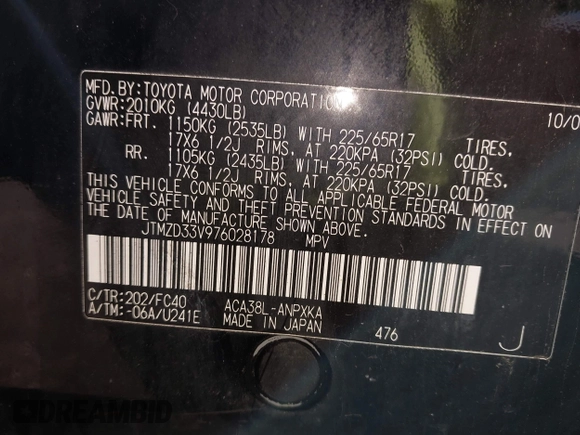 MFD.BY:TOYOTA MOTOR CORPORATION 10/0
GVWR:2010KG (4430LB)
GAWR:FRT. 1150KG (2535LB) WITH 225/65R17 TIRES,
17X6 1/2J RIMS, AT 220KPA (32PSI) COLD.
RR. 1105KG (2435LB) WITH 225/65R17 TIRES,
17X6 1/2J RIMS, AT 220KPA (32PSI) COLD.
THIS VEHICLE CONFORMS TO ALL APPLICABLE FEDERAL MOTOR
VEHICLE SAFETY AND THEFT PREVENTION STANDARDS IN EFFECT ON
THE DATE OF MANUFACTURE SHOWN ABOVE.
JTMZD33V976028178 MPV
C/TR:202/FC40 ACA38L-ANPXKA
A/TM:-06A/U241E MADE IN JAPAN
476 J
DREAMBID